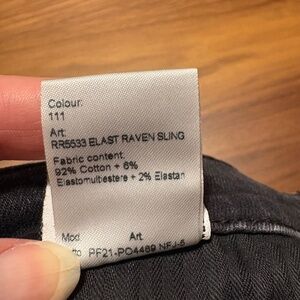 Colour:
111
Art:
RR5533 ELAST RAVEN SLING
Fabric content:
92% Cotton + 6%
Elastomultiestere + 2% Elastan
Mod. Art
PF21-PO4469 NFJ-5